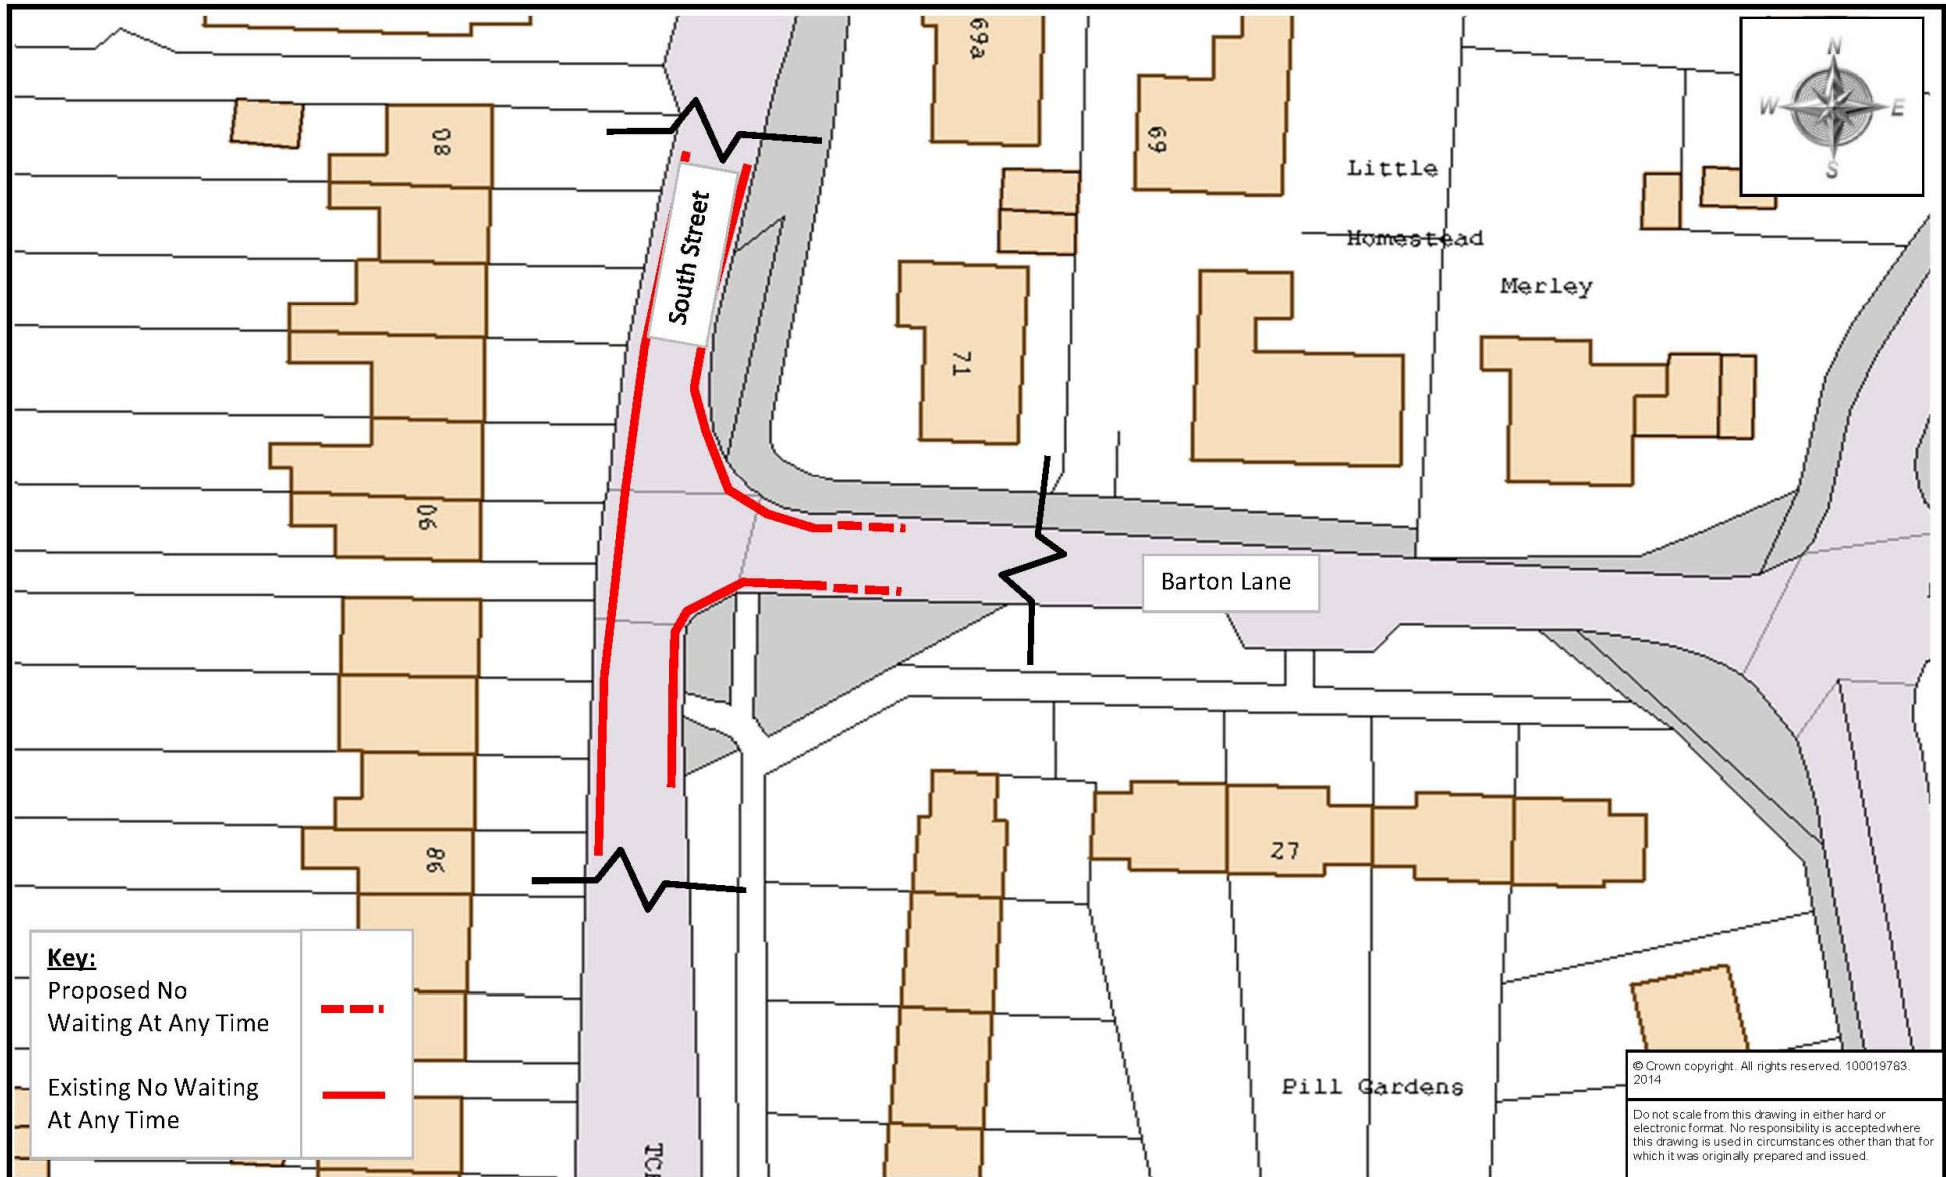 69a
N
W E
S
80
69
Little
Homestead
Merley
South Street
71
90
Barton Lane
98
27
Key:
Proposed No
Waiting At Any Time
Existing No Waiting
At Any Time
Pill Gardens
© Crown copyright. All rights reserved. 100019783.
2014
Do not scale from this drawing in either hard or
electronic format. No responsibility is accepted where
this drawing is used in circumstances other than that for
which it was originally prepared and issued.